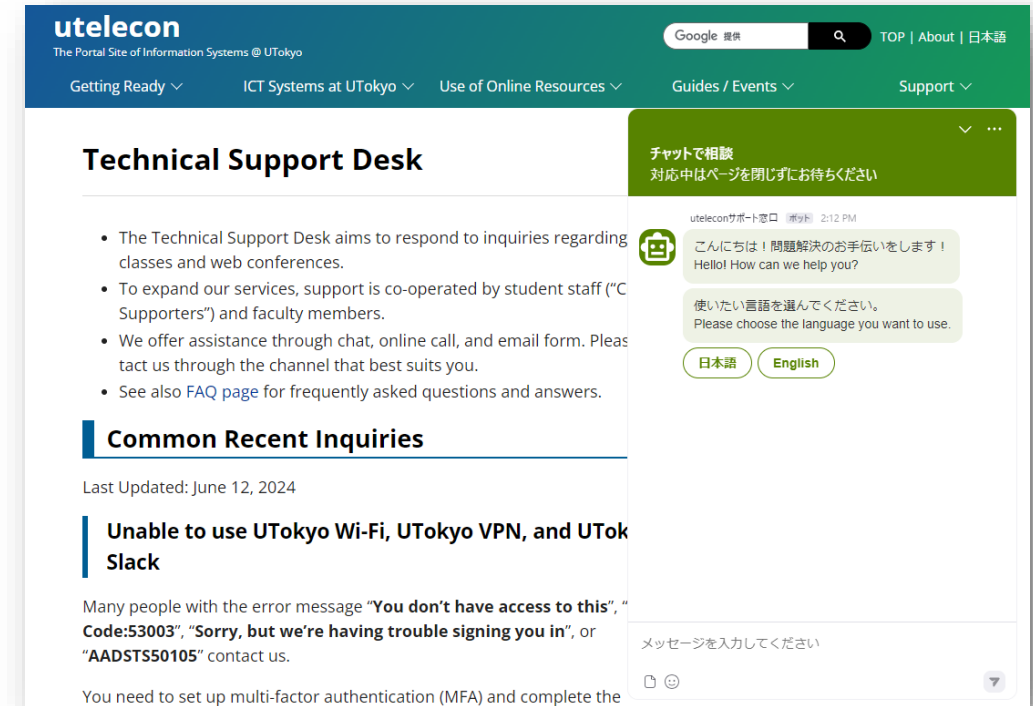 utelecon
The Portal Site of Information Systems @ UTokyo
Google 提供
TOP | About | 日本語
Getting Ready
ICT Systems at UTokyo
Use of Online Resources
Guides / Events
Support
Technical Support Desk
• The Technical Support Desk aims to respond to inquiries regarding
classes and web conferences.
• To expand our services, support is co-operated by student staff (“C
Supporters”) and faculty members.
• We offer assistance through chat, online call, and email form. Pleas
tact us through the channel that best suits you.
• See also FAQ page for frequently asked questions and answers.
Common Recent Inquiries
Last Updated: June 12, 2024
Unable to use UTokyo Wi-Fi, UTokyo VPN, and UTok
Slack
Many people with the error message “You don’t have access to this”, “
Code:53003”, “Sorry, but we’re having trouble signing you in”, or
“AADSTS50105” contact us.
You need to set up multi-factor authentication (MFA) and complete the
チャットで相談
対応中はページを閉じずにお待ちください
uteleconサポート窓口 ボット 2:12 PM
こんにちは！問題解決のお手伝いをします！
Hello! How can we help you?
使いたい言語を選んでください。
Please choose the language you want to use.
日本語
English
メッセージを入力してください